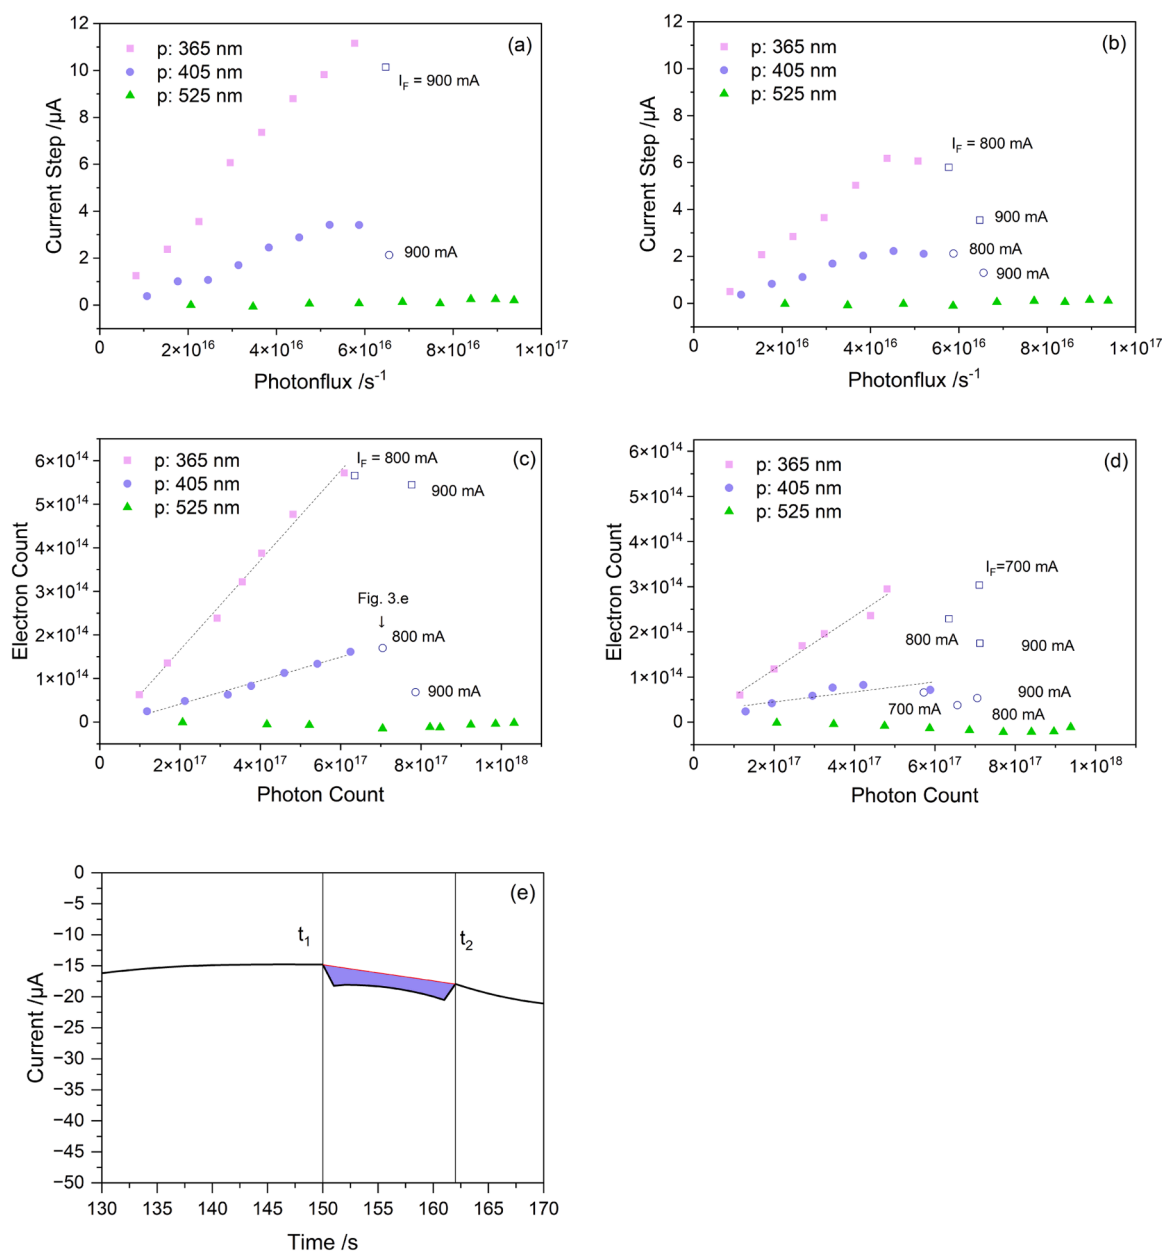 12
10
8
6
4
2
0
Current Step /µA
p: 365 nm
p: 405 nm
p: 525 nm
(a)
I_F = 900 mA
900 mA
0
2×10^16
4×10^16
6×10^16
8×10^16
1×10^17
Photonflux /s^-1
12
10
8
6
4
2
0
Current Step /µA
p: 365 nm
p: 405 nm
p: 525 nm
(b)
I_F = 800 mA
900 mA
800 mA
900 mA
0
2×10^16
4×10^16
6×10^16
8×10^16
1×10^17
Photonflux /s^-1
6×10^14
5×10^14
4×10^14
3×10^14
2×10^14
1×10^14
0
Electron Count
p: 365 nm
p: 405 nm
p: 525 nm
(c)
I_F = 800 mA
900 mA
Fig. 3.e
↓
800 mA
900 mA
0
2×10^17
4×10^17
6×10^17
8×10^17
1×10^18
Photon Count
6×10^14
5×10^14
4×10^14
3×10^14
2×10^14
1×10^14
0
Electron Count
p: 365 nm
p: 405 nm
p: 525 nm
(d)
I_F=700 mA
800 mA
900 mA
700 mA
900 mA
800 mA
0
2×10^17
4×10^17
6×10^17
8×10^17
1×10^18
Photon Count
0
-5
-10
-15
-20
-25
-30
-35
-40
-45
-50
Current /µA
(e)
t_1
t_2
130
135
140
145
150
155
160
165
170
Time /s